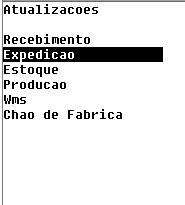 Atualizacoes
Recebimento
Expedicao
Estoque
Producao
Wms
Chao de Fabrica